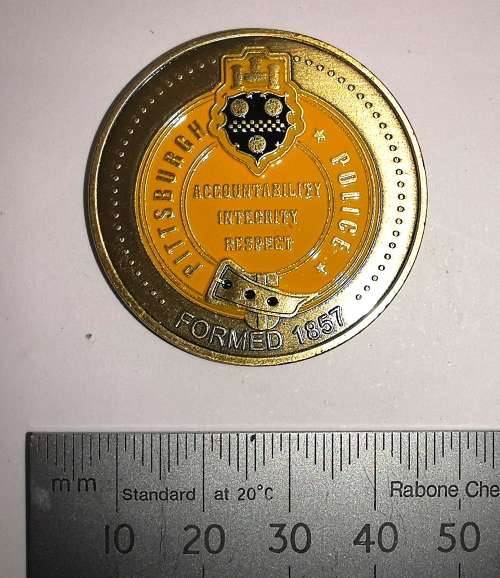 PITTSBURGH POLICE
ACCOUNTABILITY
INTEGRITY
RESPECT
FORMED 1857
mm Standard at 20°C Rabone Che
10 20 30 40 50